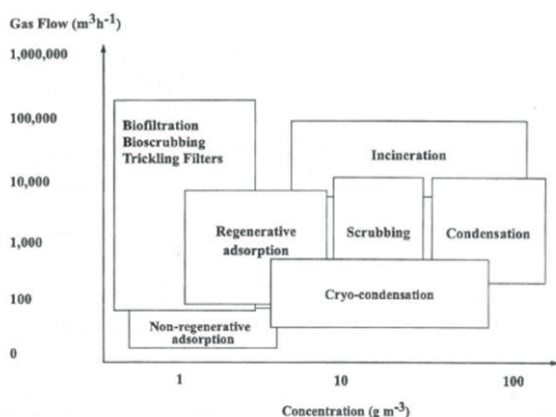 Gas Flow (m³h⁻¹)
1,000,000
100,000
10,000
1,000
100
0
Biofiltration
Bioscrubbing
Trickling Filters
Incineration
Regenerative
adsorption
Scrubbing
Condensation
Cryo-condensation
Non-regenerative
adsorption
1
10
100
Concentration (g m⁻³)